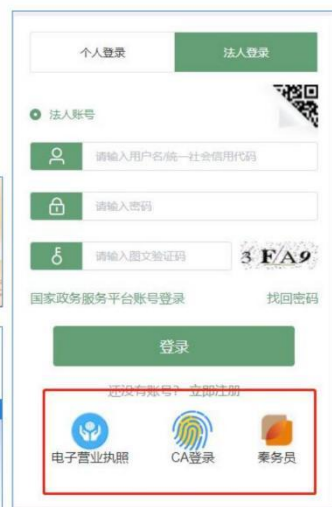 个人登录 法人登录
法人账号
请输入用户名/统一社会信用代码
请输入密码
请输入图文验证码 3 F/A9
国家政务服务平台账号登录 找回密码
登录
还没有账号？ 立即注册
电子营业执照 CA登录 秦务员